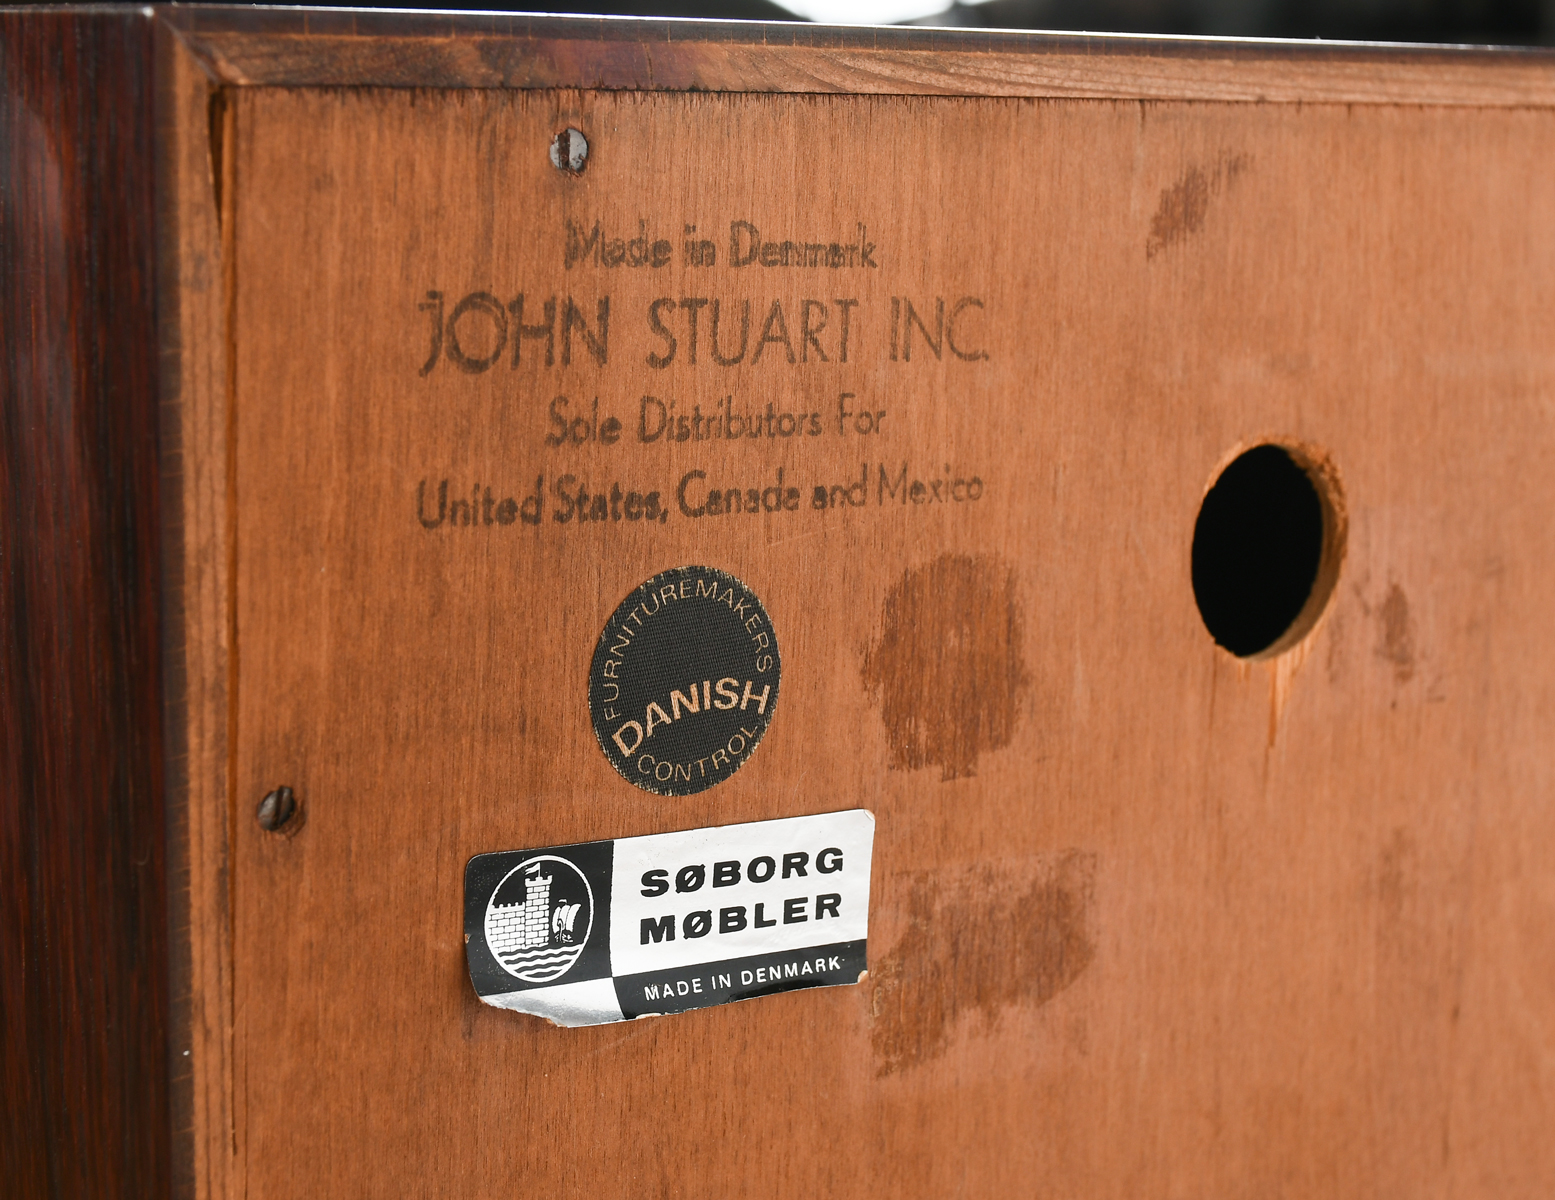 Made in Denmark
JOHN STUART INC.
Sole Distributors For
United States, Canade and Mexico
FURNITUREMAKERS
DANISH
CONTROL
SØBORG
MØBLER
MADE IN DENMARK